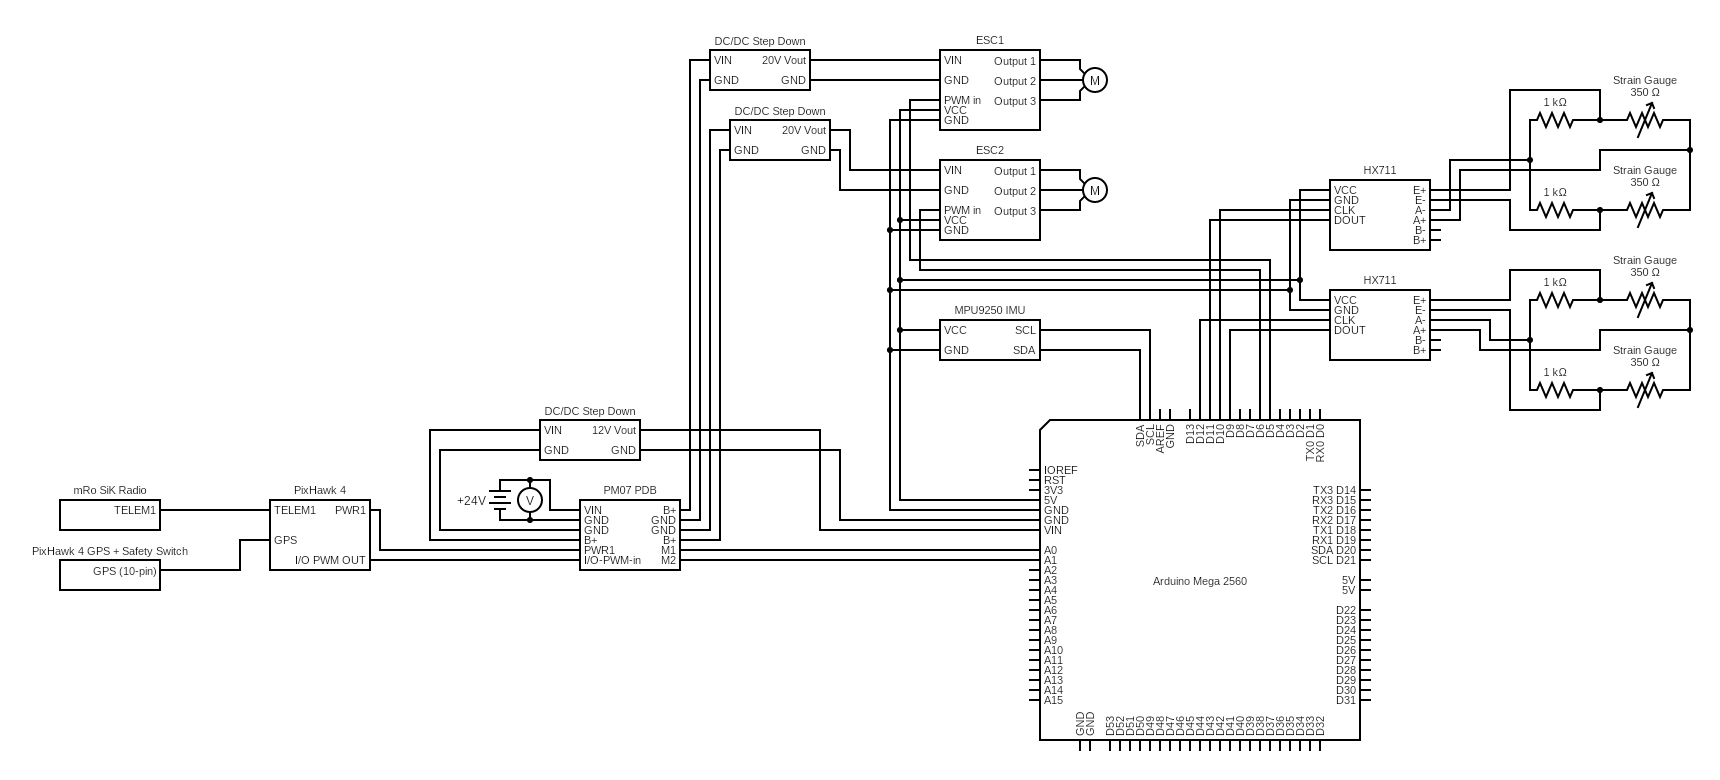 DC/DC Step Down
VIN 20V Vout
GND GND
DC/DC Step Down
VIN 20V Vout
GND GND
ESC1
VIN Output 1
GND Output 2
PWM in Output 3
VCC
GND
M
ESC2
VIN Output 1
GND Output 2
PWM in Output 3
VCC
GND
M
HX711
VCC E+
GND E-
CLK A-
DOUT A+
B-
B+
1 kΩ
Strain Gauge
350 Ω
1 kΩ
Strain Gauge
350 Ω
HX711
VCC E+
GND E-
CLK A-
DOUT A+
B-
B+
1 kΩ
Strain Gauge
350 Ω
1 kΩ
Strain Gauge
350 Ω
MPU9250 IMU
VCC SCL
GND SDA
DC/DC Step Down
VIN 12V Vout
GND GND
mRo SiK Radio
TELEM1
PixHawk 4 GPS + Safety Switch
GPS (10-pin)
PixHawk 4
TELEM1 PWR1
GPS
I/O PWM OUT
+24V
V
PM07 PDB
VIN B+
GND GND
GND GND
B+ B+
PWR1 M1
I/O-PWM-in M2
SDA
SCL
AREF
GND
D13
D12
D11
D10
D9
D8
D7
D6
D5
D4
D3
D2
TX0 D1
RX0 D0
IOREF
RST
3V3
5V
GND
GND
VIN
A0
A1
A2
A3
A4
A5
A6
A7
A8
A9
A10
A11
A12
A13
A14
A15
Arduino Mega 2560
TX3 D14
RX3 D15
TX2 D16
RX2 D17
TX1 D18
RX1 D19
SDA D20
SCL D21
5V
5V
D22
D23
D24
D25
D26
D27
D28
D29
D30
D31
GND
GND
D53
D52
D51
D50
D49
D48
D47
D46
D45
D44
D43
D42
D41
D40
D39
D38
D37
D36
D35
D34
D33
D32